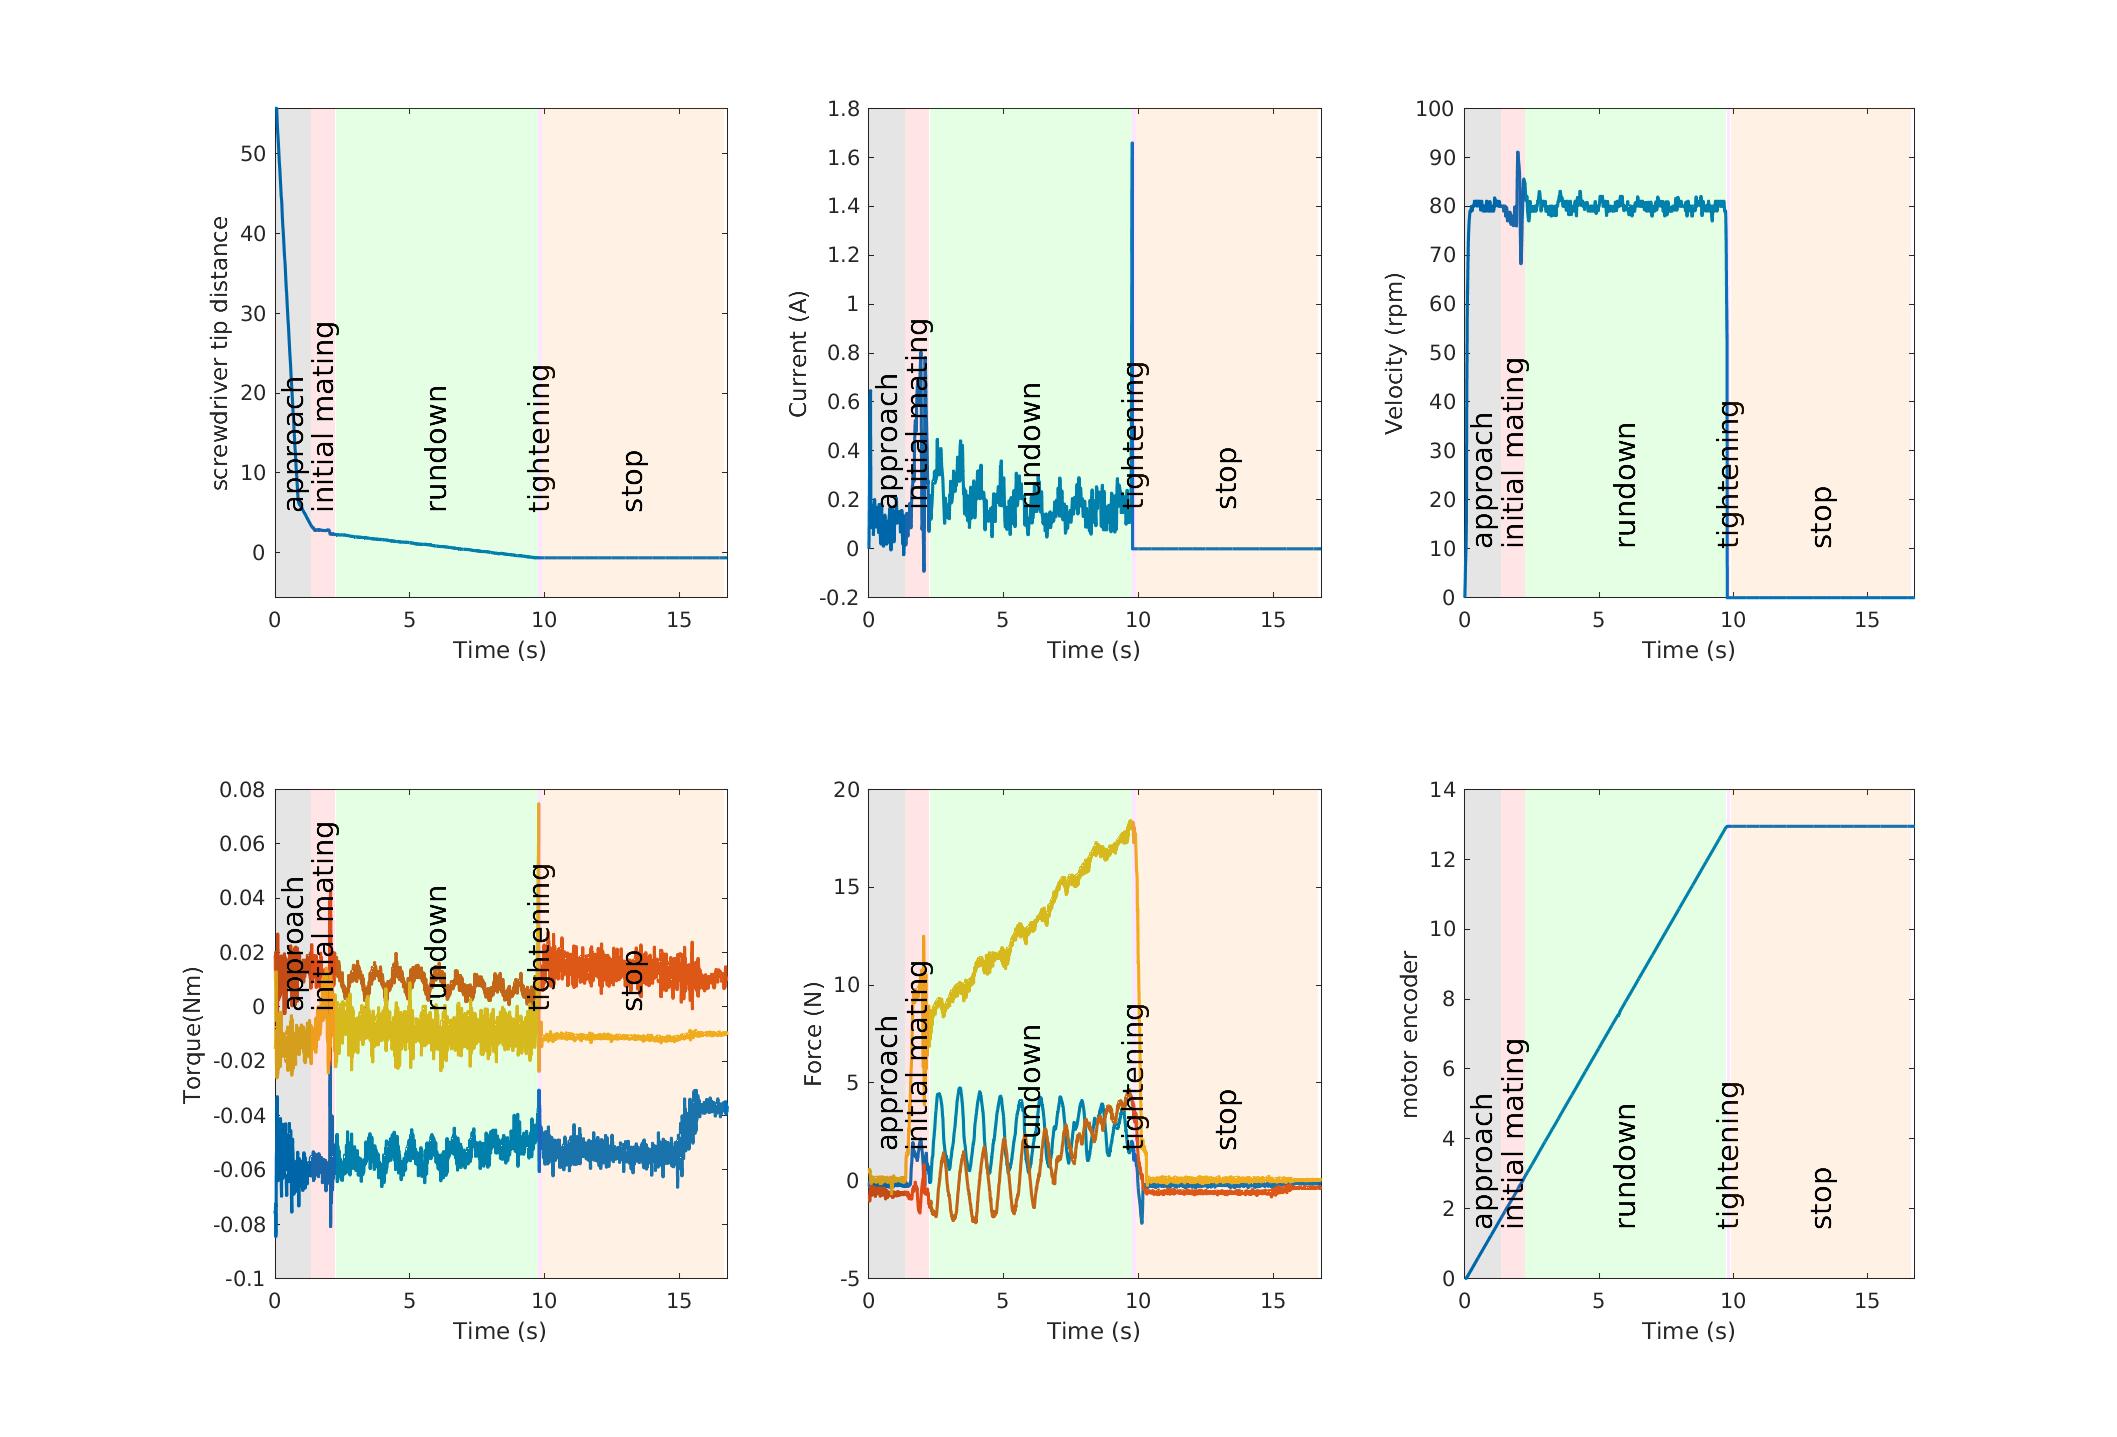 screwdriver tip distance
50
40
30
20
10
0
approach
initial mating
rundown
tightening
stop
0 5 10 15
Time (s)
Current (A)
1.8
1.6
1.4
1.2
1
0.8
0.6
0.4
0.2
0
-0.2
approach
initial mating
rundown
tightening
stop
0 5 10 15
Time (s)
Velocity (rpm)
100
90
80
70
60
50
40
30
20
10
0
approach
initial mating
rundown
tightening
stop
0 5 10 15
Time (s)
Torque(Nm)
0.08
0.06
0.04
0.02
0
-0.02
-0.04
-0.06
-0.08
-0.1
approach
initial mating
rundown
tightening
stop
0 5 10 15
Time (s)
Force (N)
20
15
10
5
0
-5
approach
initial mating
rundown
tightening
stop
0 5 10 15
Time (s)
motor encoder
14
12
10
8
6
4
2
0
approach
initial mating
rundown
tightening
stop
0 5 10 15
Time (s)